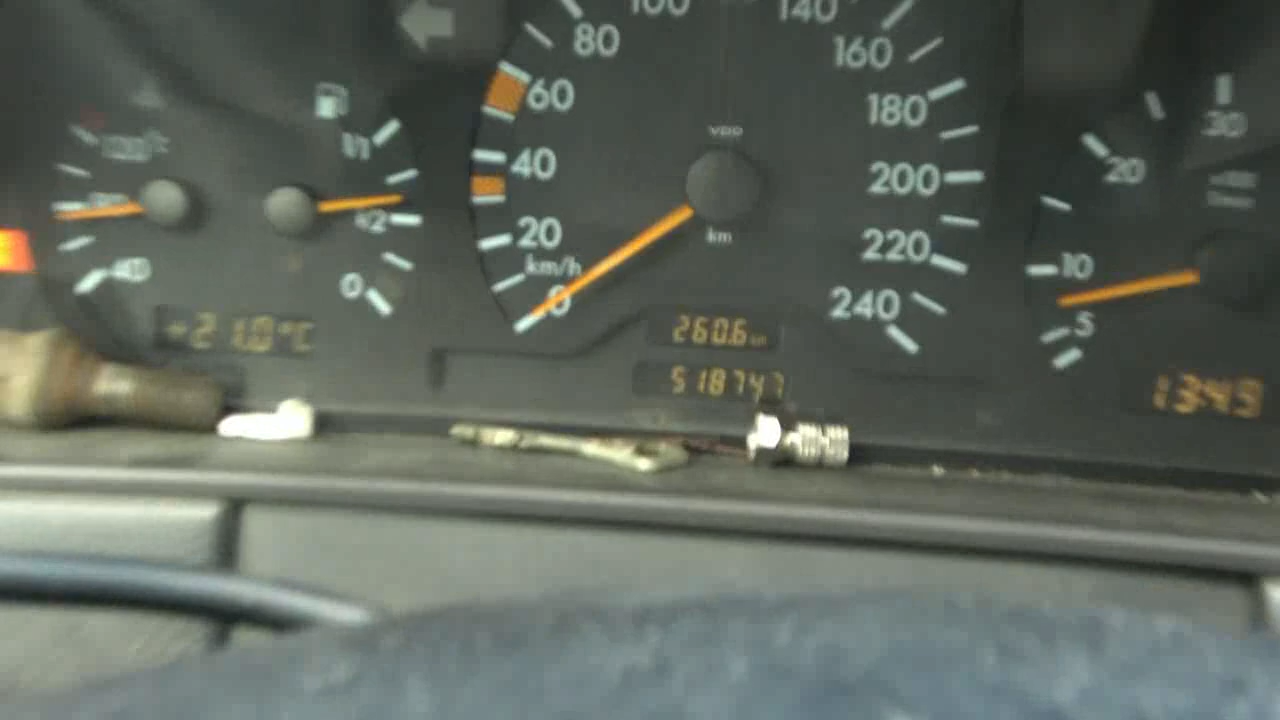 100 140
80 160
60 180
VDO
1/1 30
40 20
200
1/2
20 km 220
km/h 10
40
0 0 240
5
+21.0°C 260.6 km
518747 1349